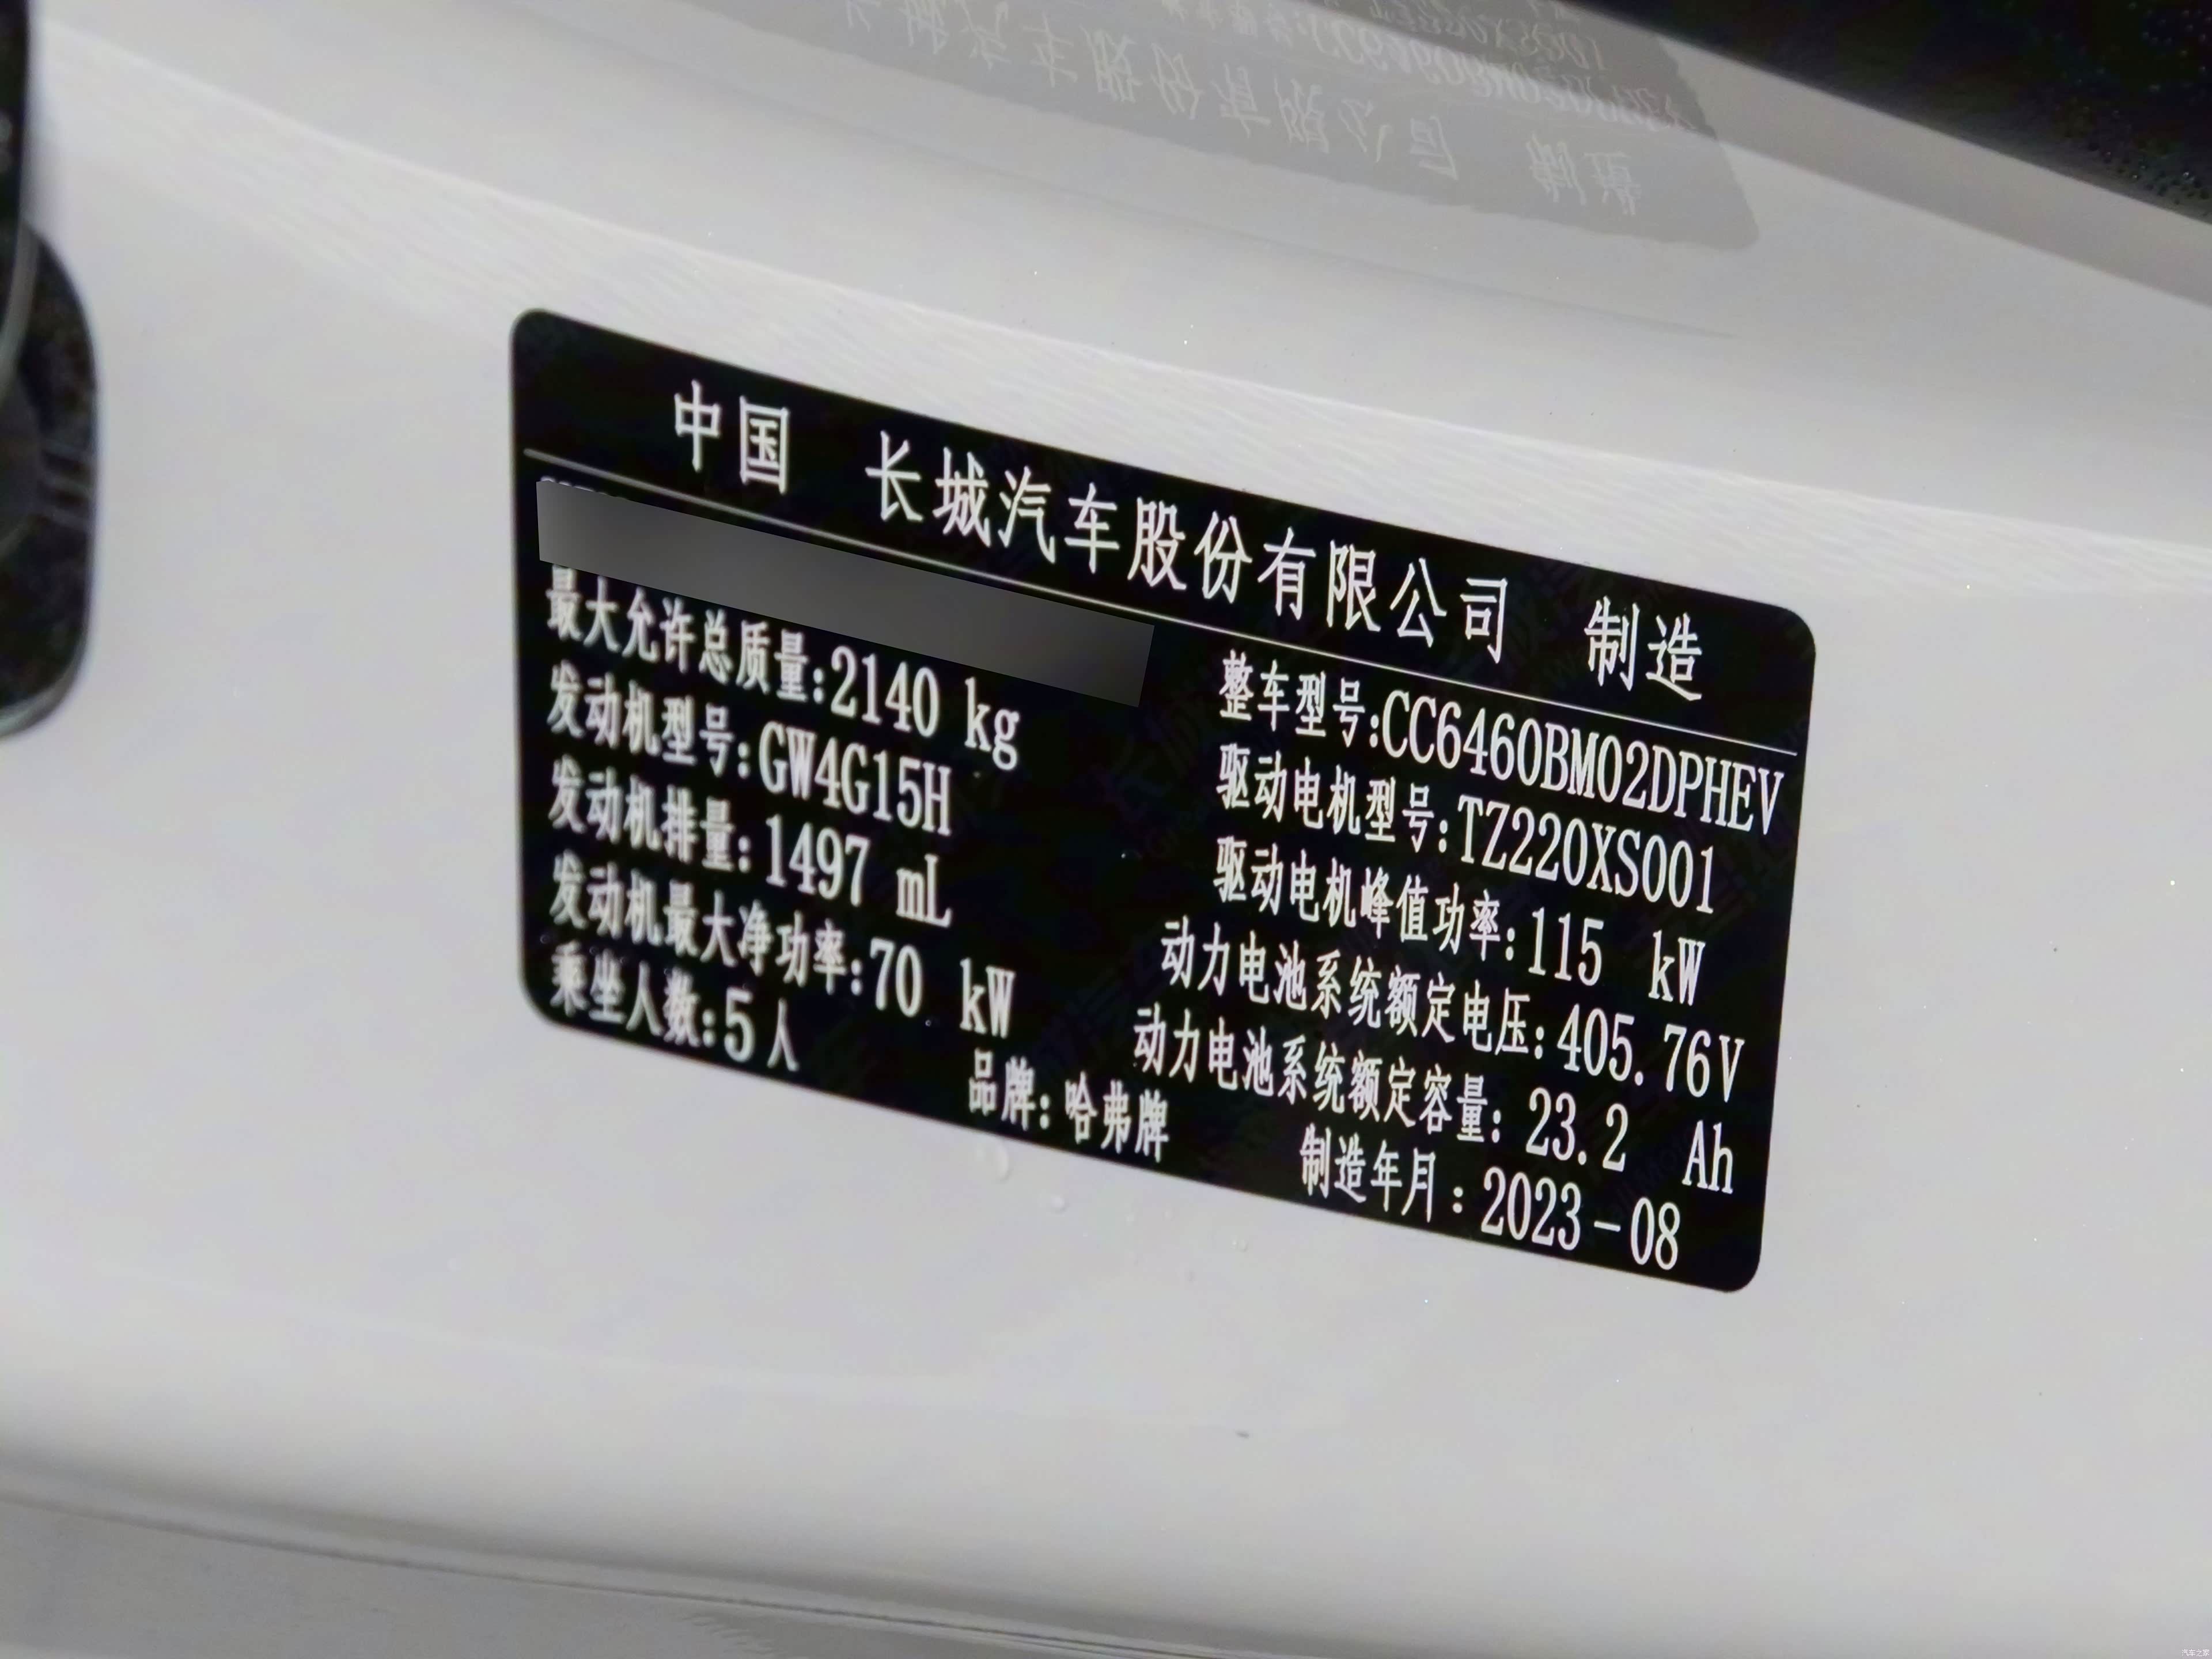 中国 长城汽车股份有限公司 制造
整车型号:CC6460BM02DPHEV
最大允许总质量:2140 kg
驱动电机型号:TZ220XS001
发动机型号:GW4G15H
驱动电机峰值功率:115 kW
发动机排量:1497 mL
动力电池系统额定电压:405.76V
发动机最大净功率:70 kW
动力电池系统额定容量:23.2 Ah
乘坐人数:5人
品牌:哈弗牌
制造年月:2023-08
汽车之家